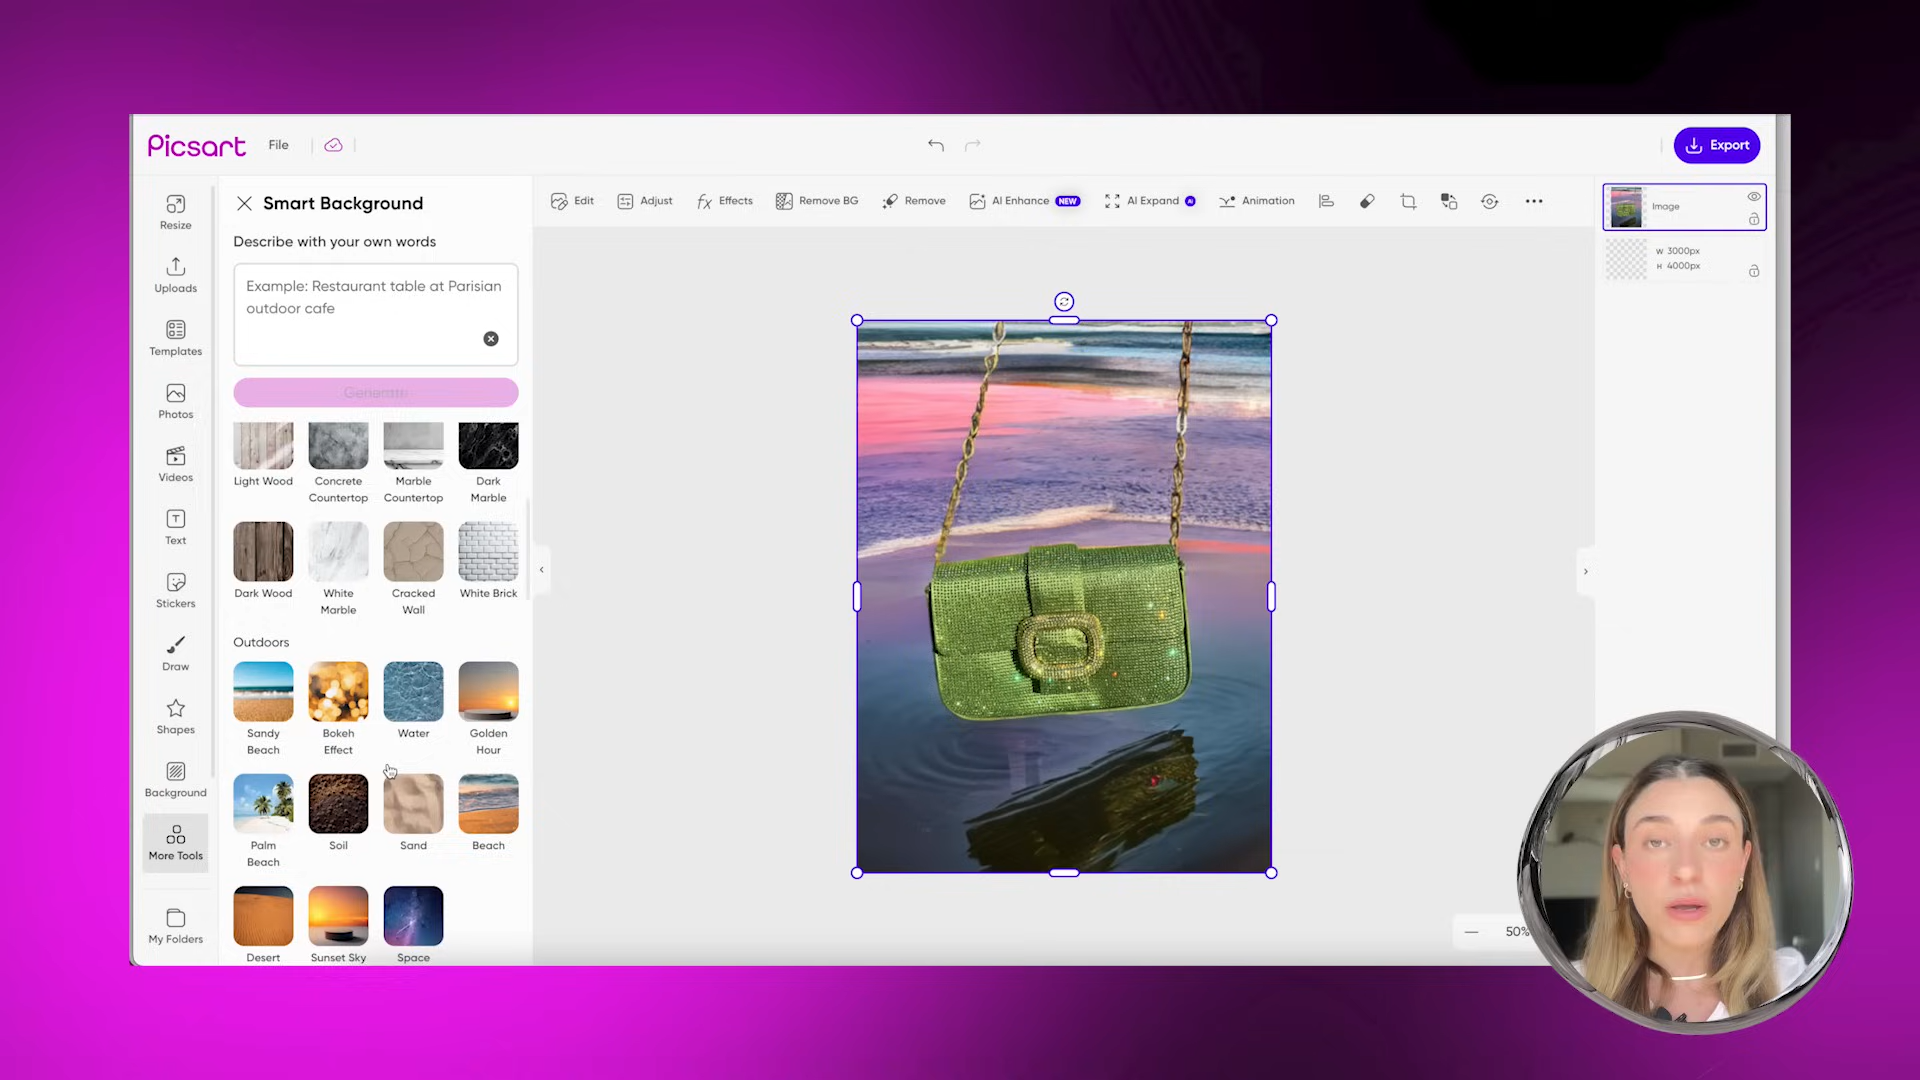 Picsart
File
Export
Resize
Uploads
Templates
Photos
Videos
Text
Stickers
Draw
Shapes
Background
More Tools
My Folders
Smart Background
Describe with your own words
Example: Restaurant table at Parisian
outdoor cafe
Generate
Light Wood
Concrete
Countertop
Marble
Countertop
Dark
Marble
Dark Wood
White
Marble
Cracked
Wall
White Brick
Outdoors
Sandy
Beach
Bokeh
Effect
Water
Golden
Hour
Palm
Beach
Soil
Sand
Beach
Desert
Sunset Sky
Space
Edit
Adjust
Effects
Remove BG
Remove
AI Enhance NEW
AI Expand AI
Animation
Image
W 3000px
H 4000px
50%